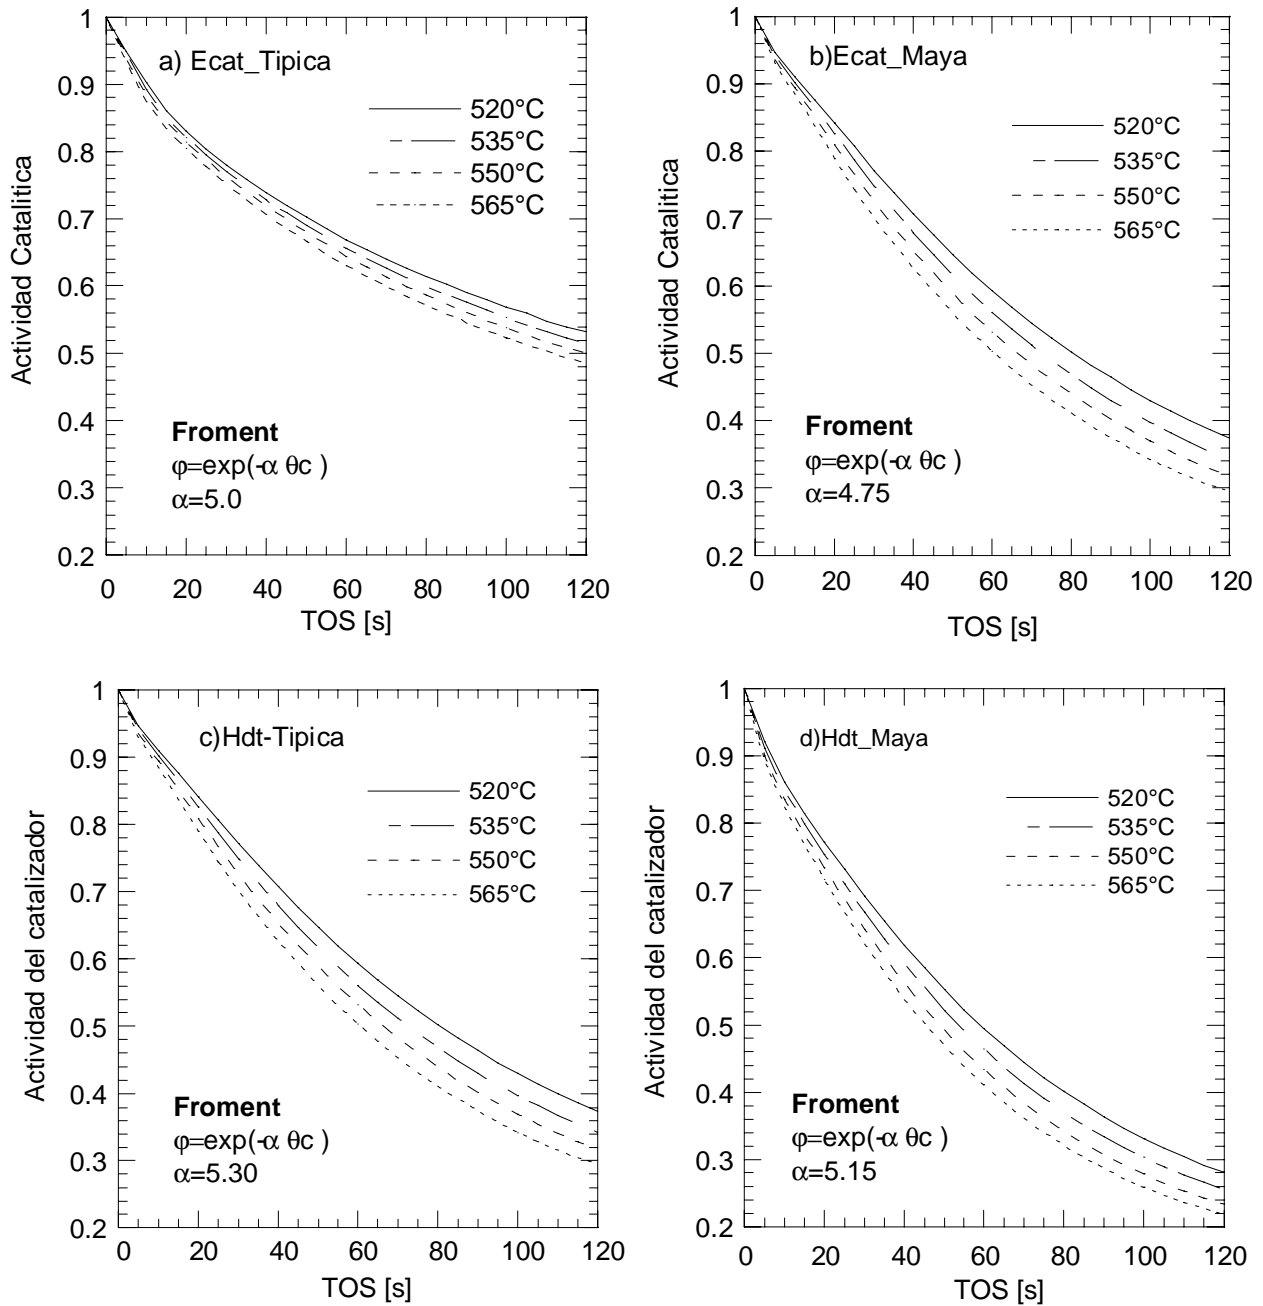 a) Ecat_Tipica
520°C
535°C
550°C
565°C
Actividad Catalitica
1
0.9
0.8
0.7
0.6
0.5
0.4
0.3
0.2
Froment
φ=exp(-α θc )
α=5.0
0 20 40 60 80 100 120
TOS [s]
b)Ecat_Maya
520°C
535°C
550°C
565°C
Actividad Catalitica
1
0.9
0.8
0.7
0.6
0.5
0.4
0.3
0.2
Froment
φ=exp(-α θc )
α=4.75
0 20 40 60 80 100 120
TOS [s]
c)Hdt-Tipica
520°C
535°C
550°C
565°C
Actividad del catalizador
1
0.9
0.8
0.7
0.6
0.5
0.4
0.3
0.2
Froment
φ=exp(-α θc )
α=5.30
0 20 40 60 80 100 120
TOS [s]
d)Hdt_Maya
520°C
535°C
550°C
565°C
Actividad del catalizador
1
0.9
0.8
0.7
0.6
0.5
0.4
0.3
0.2
Froment
φ=exp(-α θc )
α=5.15
0 20 40 60 80 100 120
TOS [s]